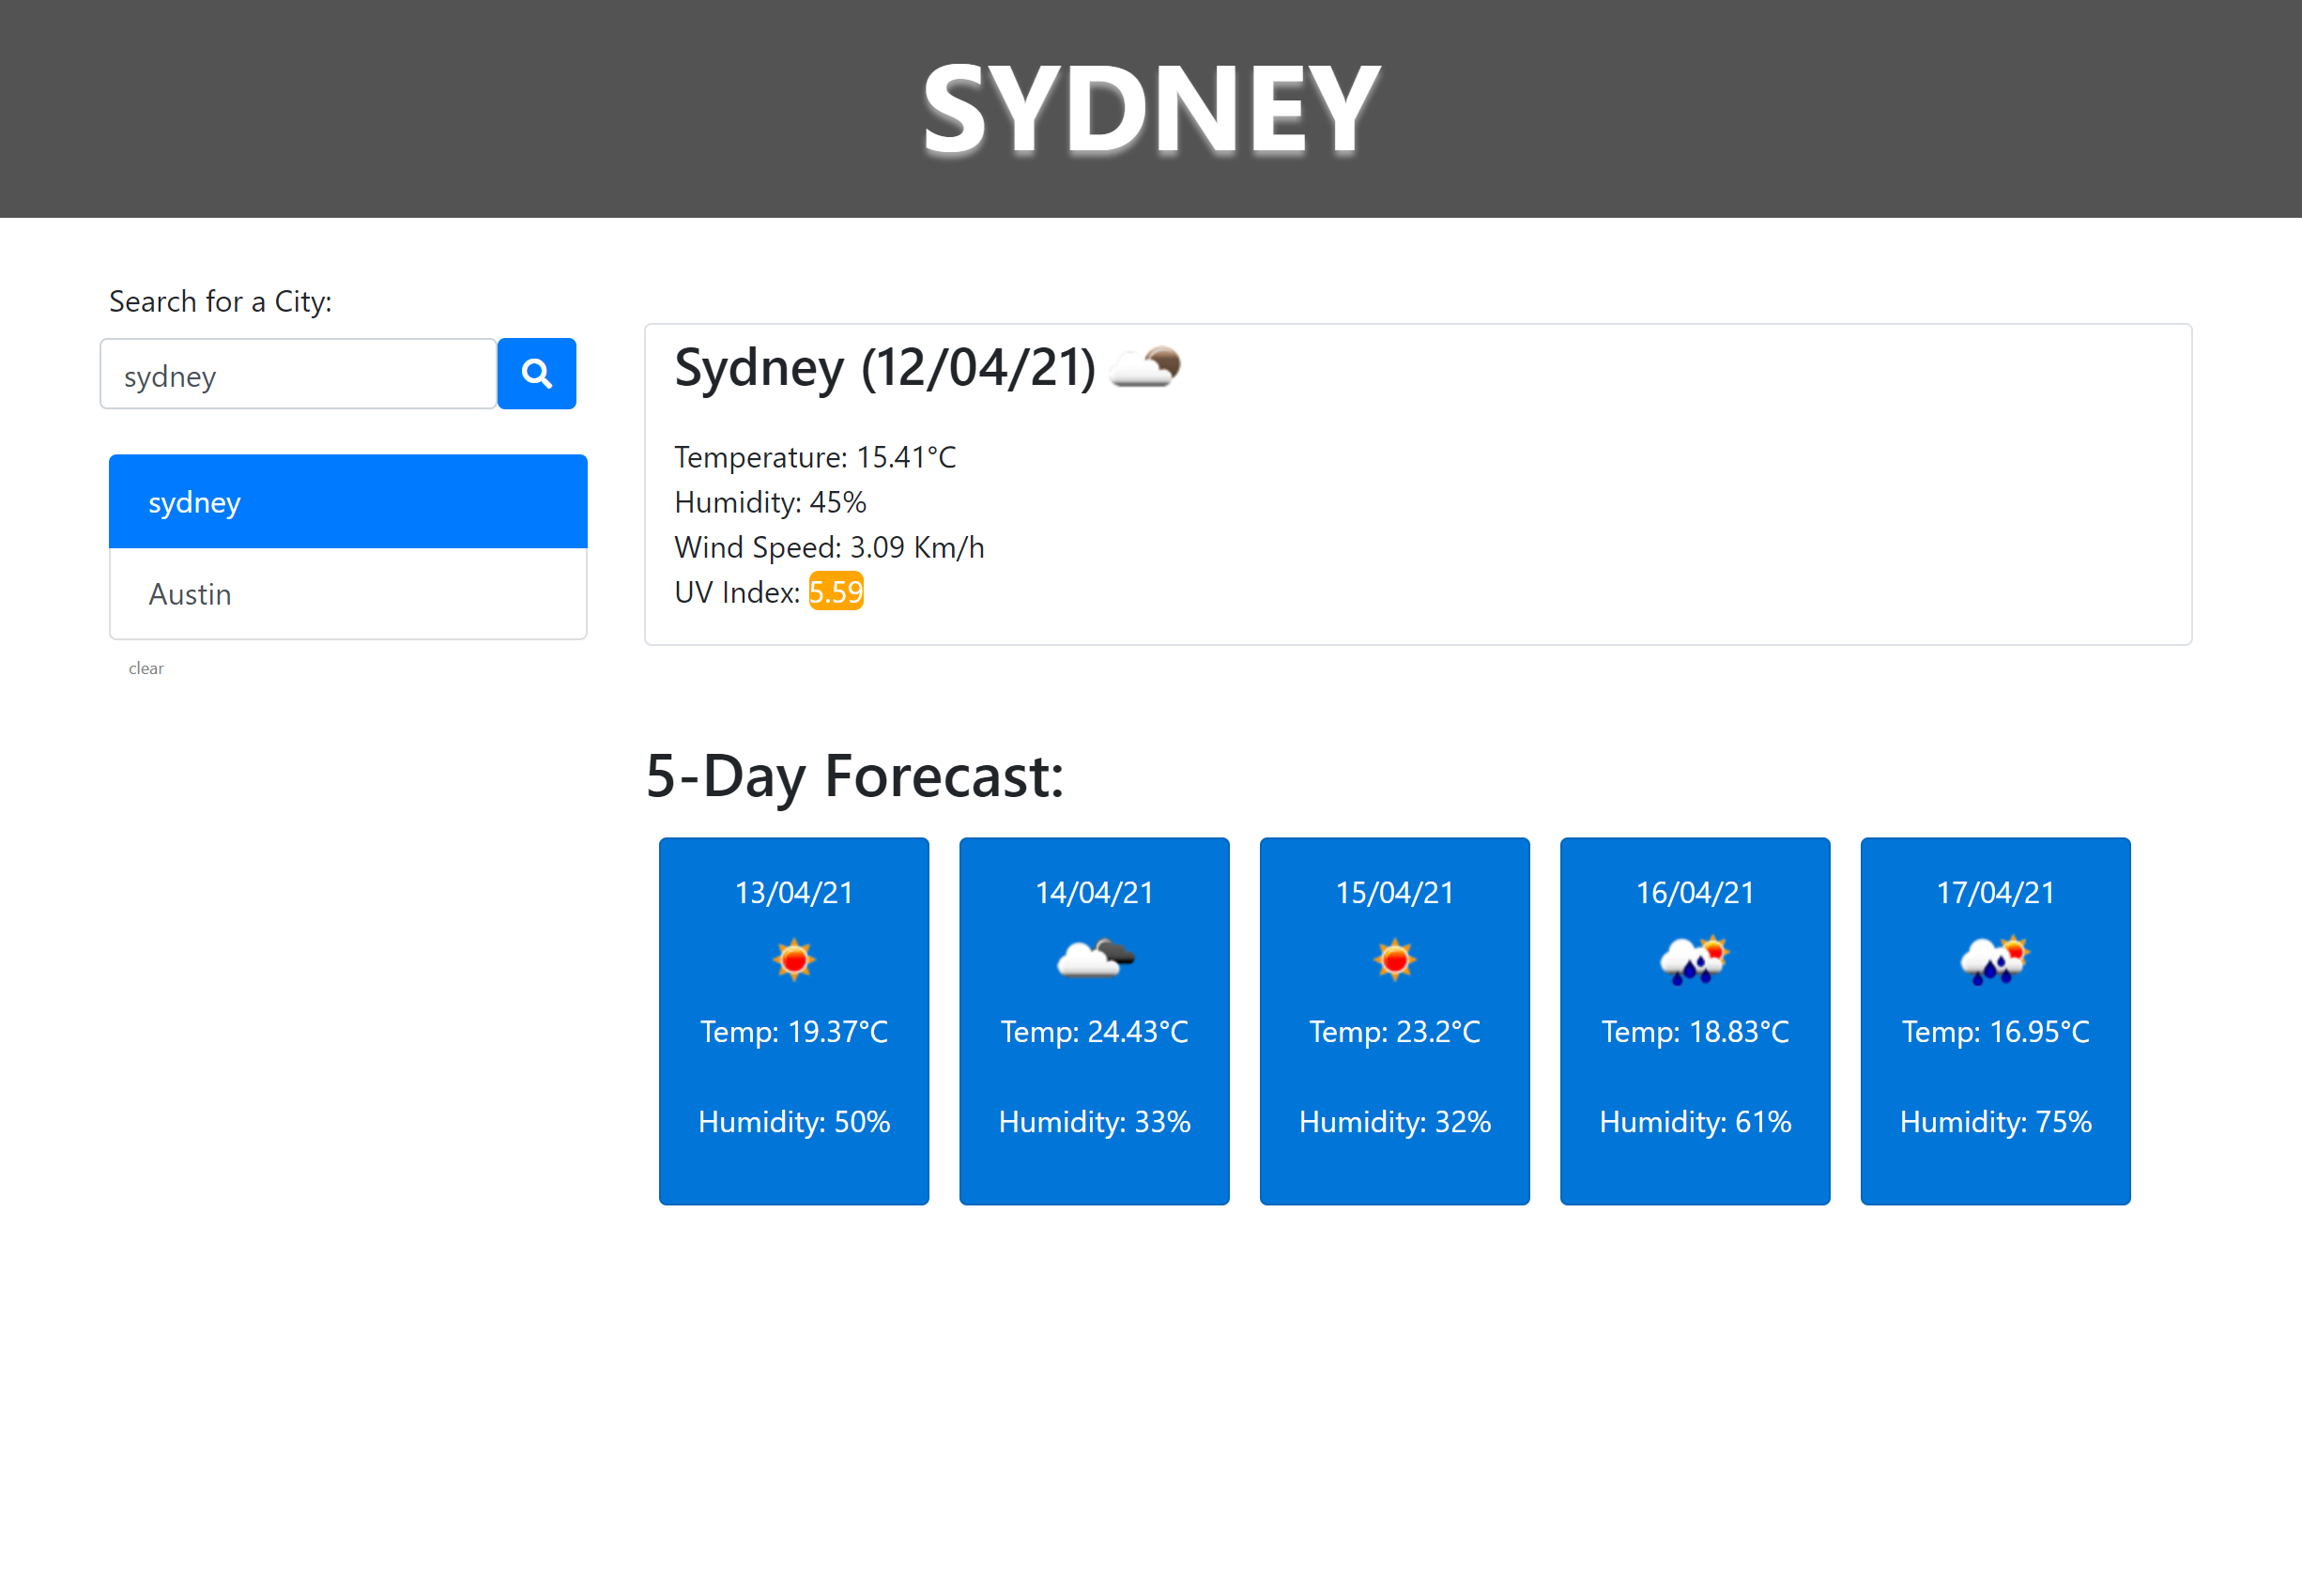 SYDNEY
Search for a City:
sydney
sydney
Austin
clear
Sydney (12/04/21)
Temperature: 15.41°C
Humidity: 45%
Wind Speed: 3.09 Km/h
UV Index: 5.59
5-Day Forecast:
13/04/21
Temp: 19.37°C
Humidity: 50%
14/04/21
Temp: 24.43°C
Humidity: 33%
15/04/21
Temp: 23.2°C
Humidity: 32%
16/04/21
Temp: 18.83°C
Humidity: 61%
17/04/21
Temp: 16.95°C
Humidity: 75%